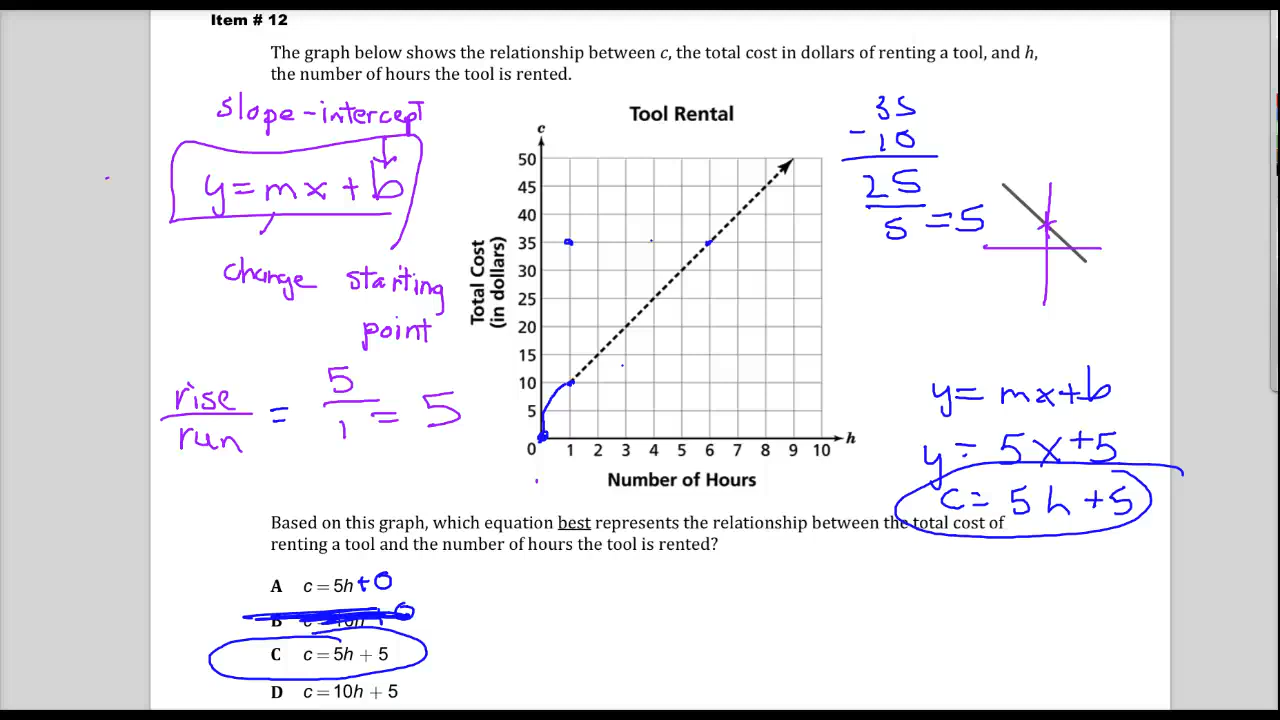 Item # 12
The graph below shows the relationship between c, the total cost in dollars of renting a tool, and h,
the number of hours the tool is rented.
slope-intercept
y=mx+b
change starting
point
rise
run
=
5
1
= 5
Tool Rental
c
50
45
40
35
30
25
20
15
10
5
0
1 2 3 4 5 6 7 8 9 10 h
Total Cost
(in dollars)
Number of Hours
35
-10
25
5
=5
y=mx+b
y=5x+5
c=5h+5
Based on this graph, which equation best represents the relationship between the total cost of
renting a tool and the number of hours the tool is rented?
A c = 5h+0
B
C c = 5h + 5
D c = 10h + 5